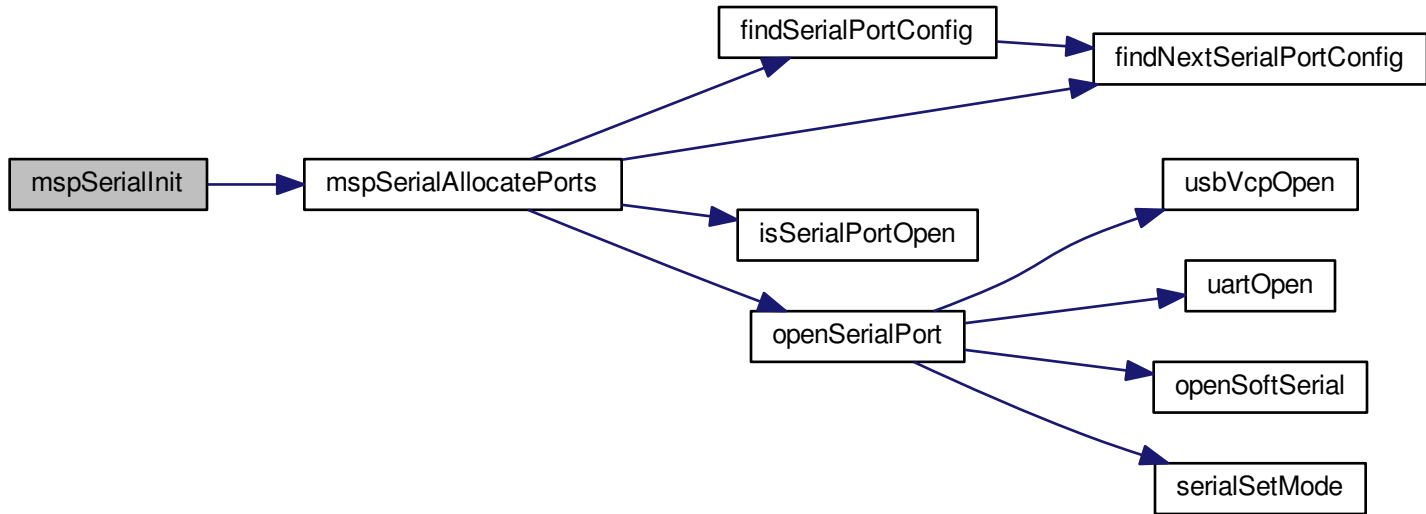 findSerialPortConfig
findNextSerialPortConfig
mspSerialInit
mspSerialAllocatePorts
usbVcpOpen
isSerialPortOpen
uartOpen
openSerialPort
openSoftSerial
serialSetMode